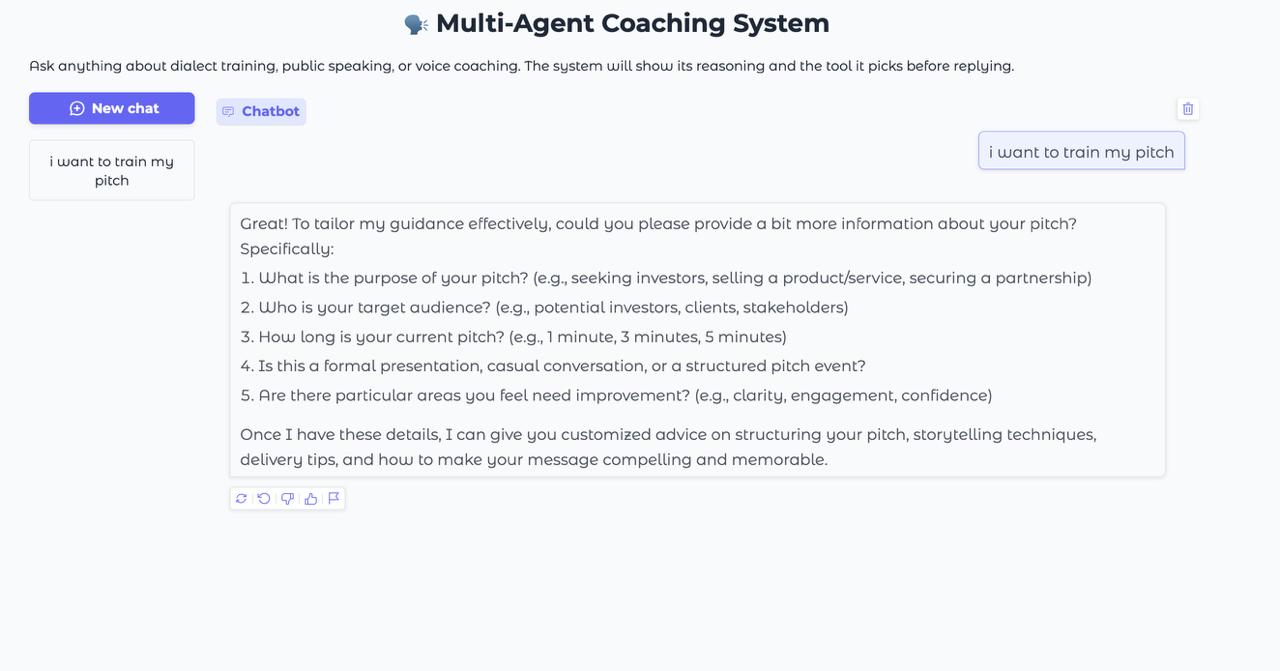 Multi-Agent Coaching System
Ask anything about dialect training, public speaking, or voice coaching. The system will show its reasoning and the tool it picks before replying.
New chat
Chatbot
i want to train my pitch
i want to train my
pitch
Great! To tailor my guidance effectively, could you please provide a bit more information about your pitch?
Specifically:
1. What is the purpose of your pitch? (e.g., seeking investors, selling a product/service, securing a partnership)
2. Who is your target audience? (e.g., potential investors, clients, stakeholders)
3. How long is your current pitch? (e.g., 1 minute, 3 minutes, 5 minutes)
4. Is this a formal presentation, casual conversation, or a structured pitch event?
5. Are there particular areas you feel need improvement? (e.g., clarity, engagement, confidence)
Once I have these details, I can give you customized advice on structuring your pitch, storytelling techniques,
delivery tips, and how to make your message compelling and memorable.